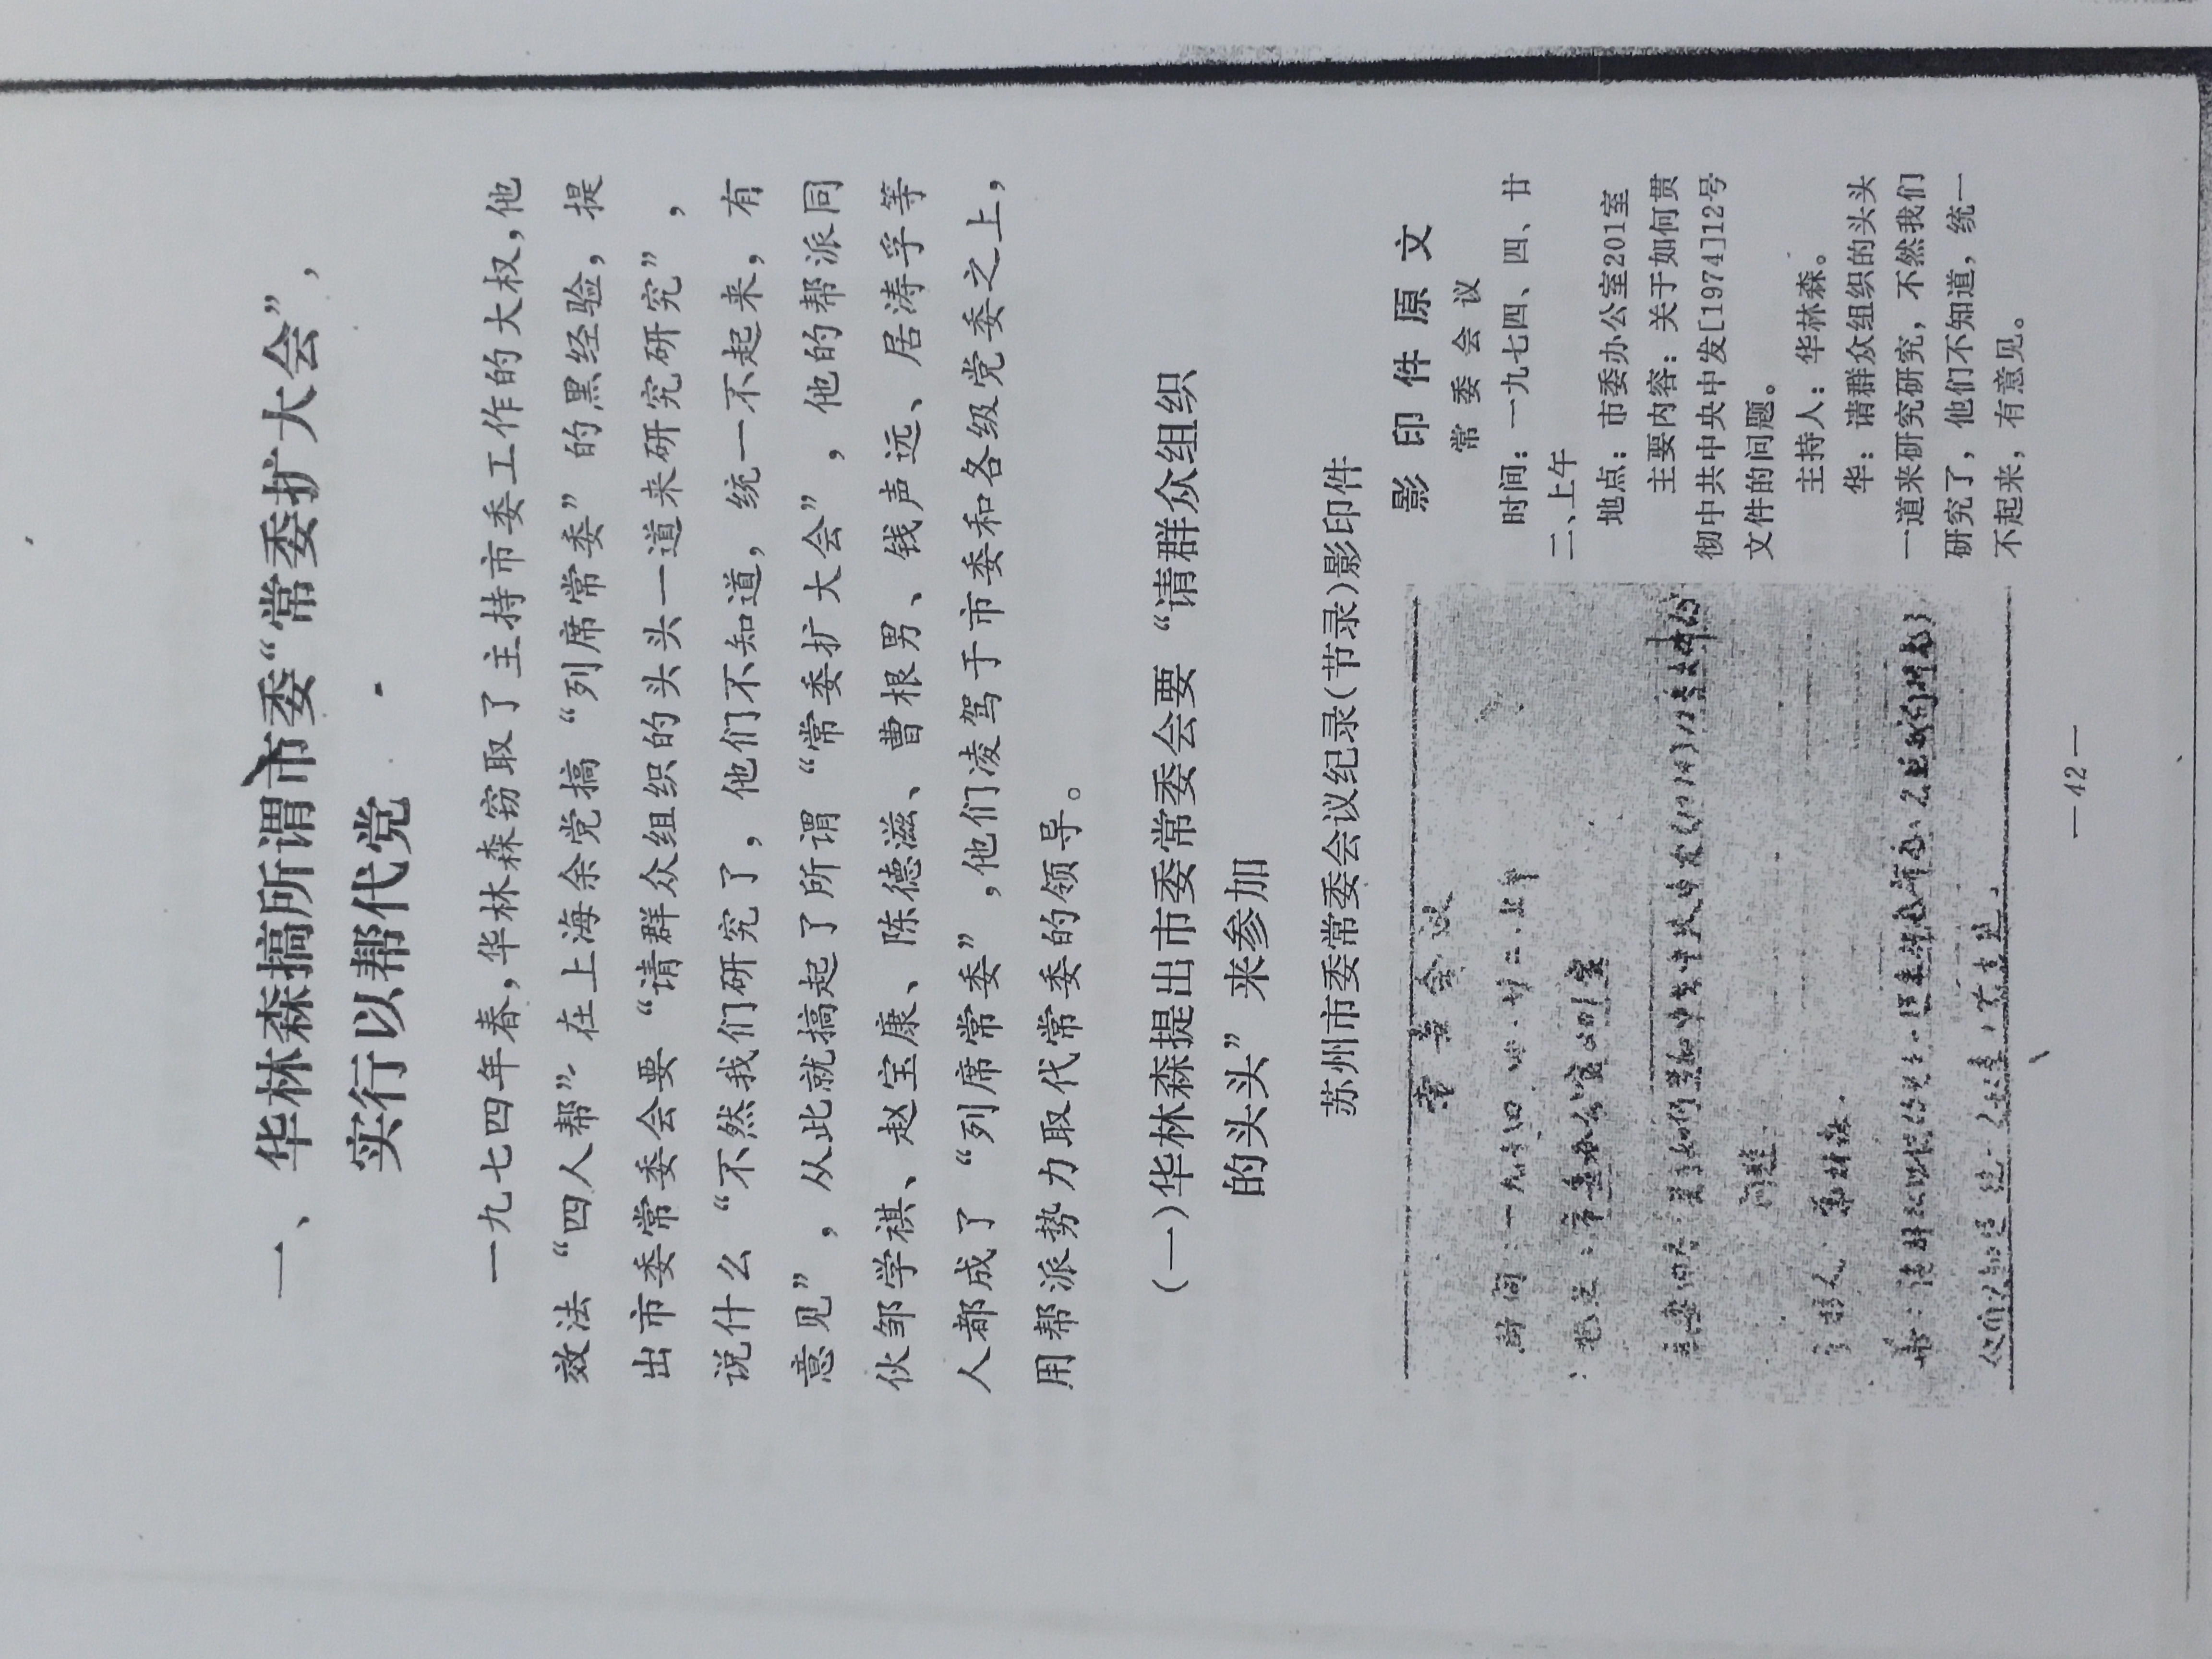 一、华林森搞所谓市委“常委扩大会”，
实行以帮代党
一九七四年春，华林森窃取了主持市委工作的大权，他
效法“四人帮”在上海余党搞“列席常委”的黑经验，提
出市委常委会要“请群众组织的头头一道来研究研究”，
说什么“不然我们研究了，他们不知道，统一不起来，有
意见”，从此就搞起了所谓“常委扩大会”，他的帮派同
伙邹学祺、赵宝康、陈德滋、曹根男、钱声远、居涛孚等
人都成了“列席常委”，他们凌驾于市委和各级党委之上，
用帮派势力取代常委的领导。
(一)华林森提出市委常委会要“请群众组织
的头头”来参加
苏州市委常委会议纪录(节录)影印件
常委会议
时间：一九七四 四.廿二.上午
地点：市委办公室201室
主要内容：关于如何贯彻中共中央中发(1974)12号文件的
问题.
主持人：华林森.
华：请群众组织的头头一道来研究研究，不然我们研究了
他们不知道 统一不起来，有意见.
影印件原文
常委会议
时间：一九七四、四、廿
二、上午
地点：市委办公室201室
主要内容：关于如何贯
彻中共中央中发[1974]12号
文件的问题。
主持人：华林森。
华：请群众组织的头头
一道来研究研究，不然我们
研究了，他们不知道，统一
不起来，有意见。
—42—